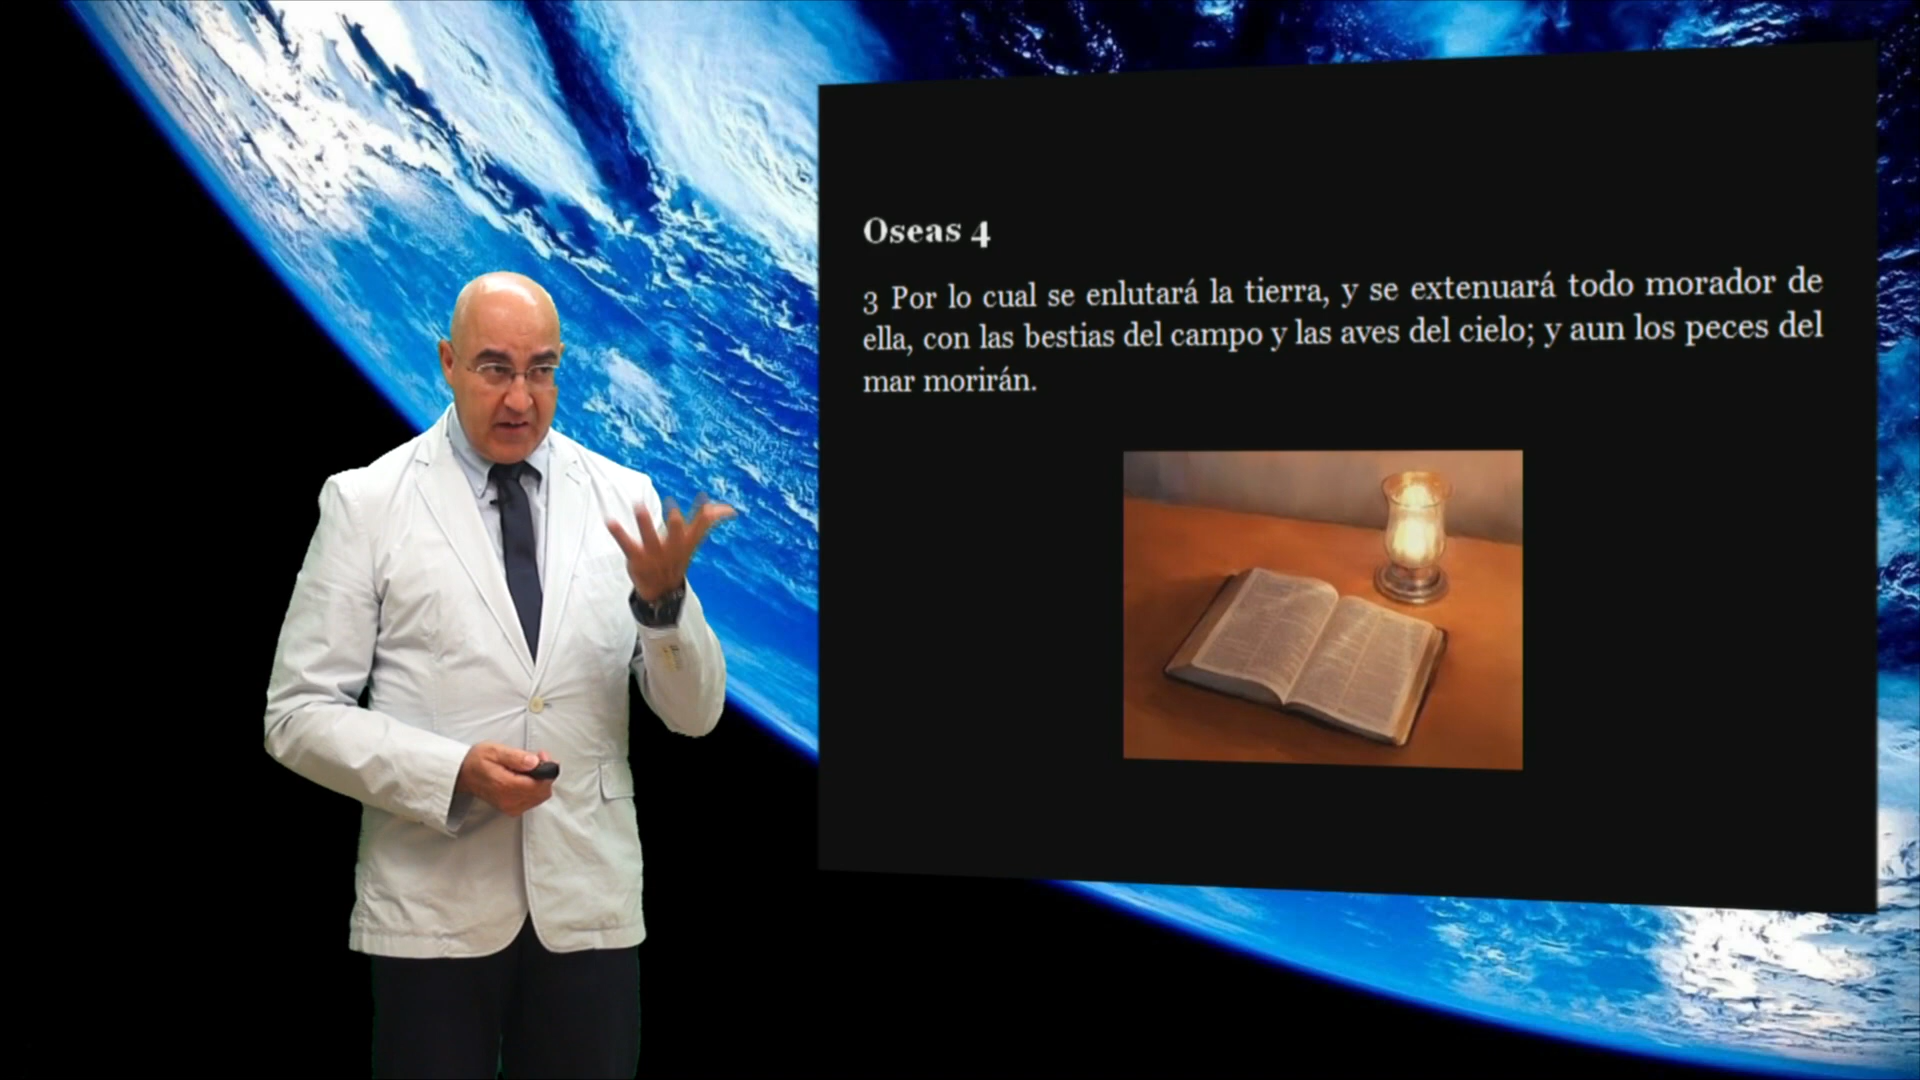 Oseas 4
3 Por lo cual se enlutará la tierra, y se extenuará todo morador de
ella, con las bestias del campo y las aves del cielo; y aun los peces del
mar morirán.